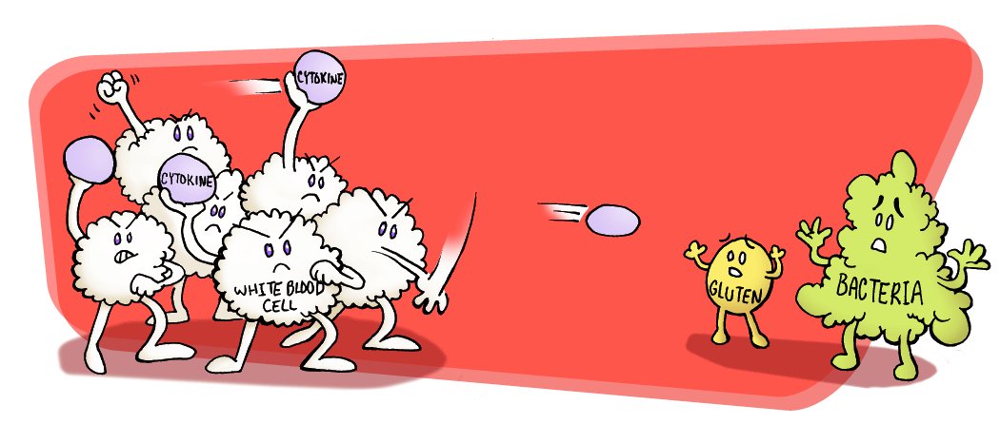 CYTOKINE
CYTOKINE
WHITE BLOOD
CELL
GLUTEN
BACTERIA